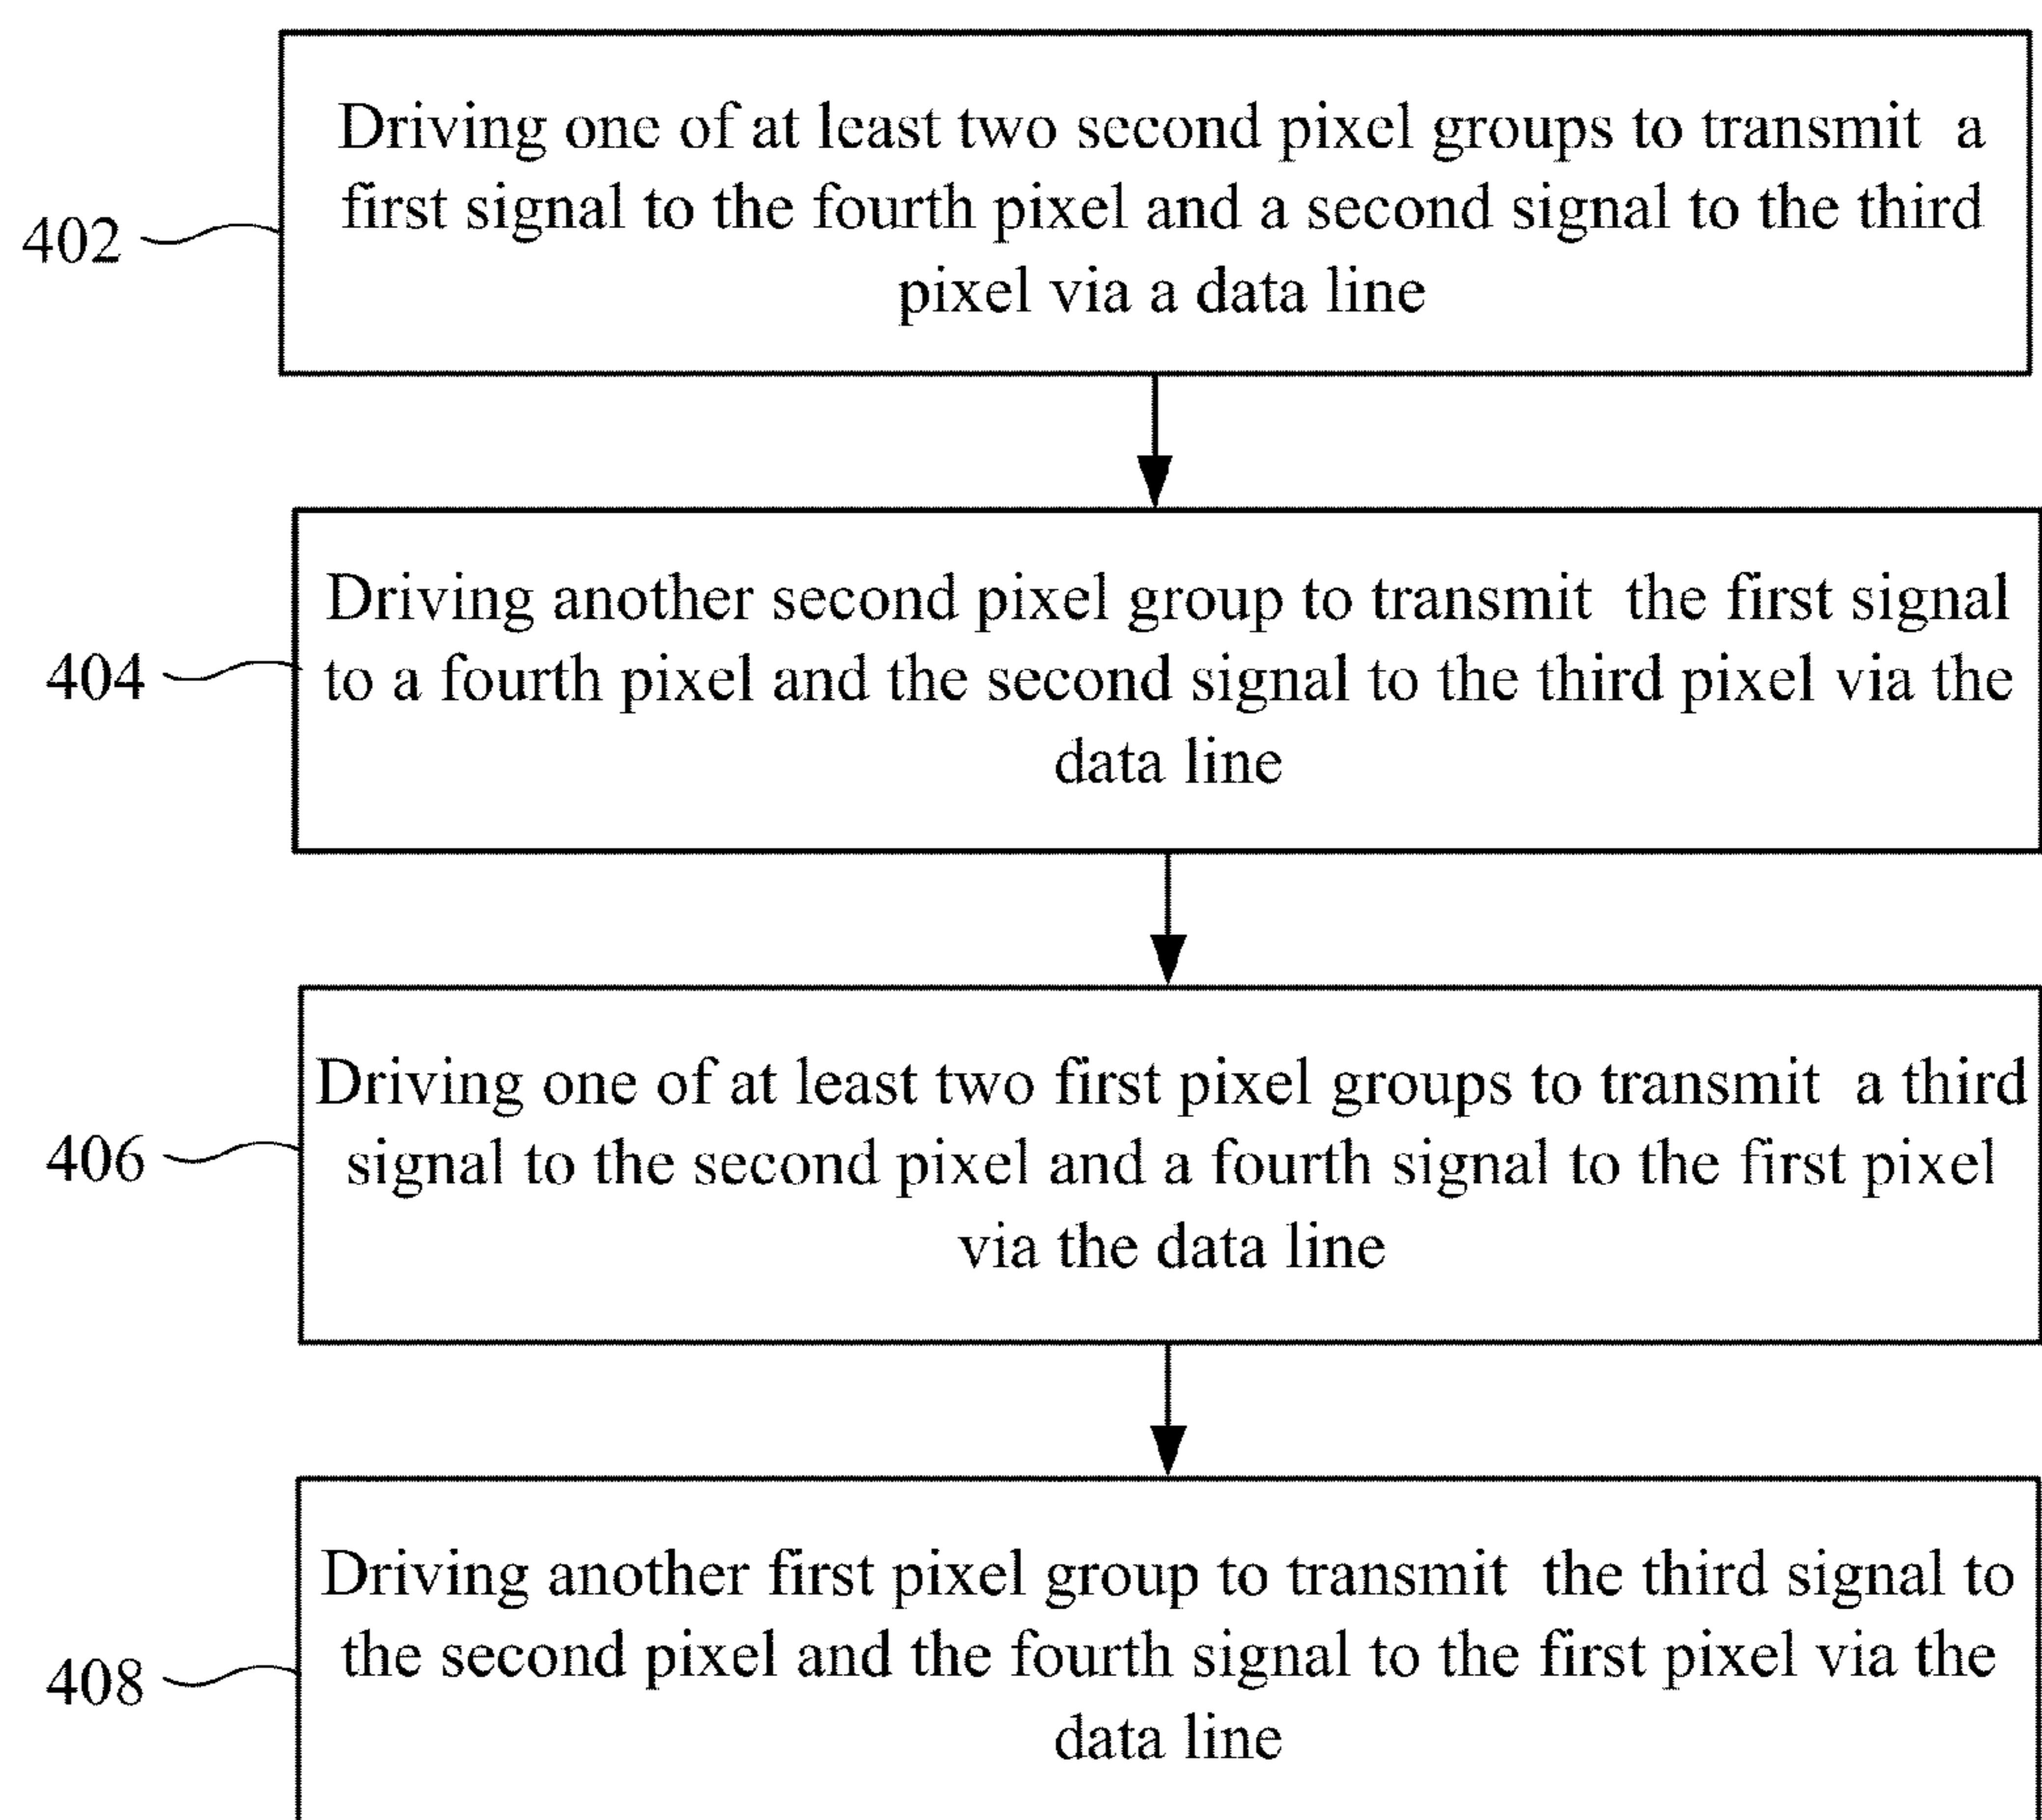 Driving one of at least two second pixel groups to transmit a
first signal to the fourth pixel and a second signal to the third
pixel via a data line
402
Driving another second pixel group to transmit the first signal
to a fourth pixel and the second signal to the third pixel via the
data line
404
Driving one of at least two first pixel groups to transmit a third
signal to the second pixel and a fourth signal to the first pixel
via the data line
406
Driving another first pixel group to transmit the third signal to
the second pixel and the fourth signal to the first pixel via the
data line
408